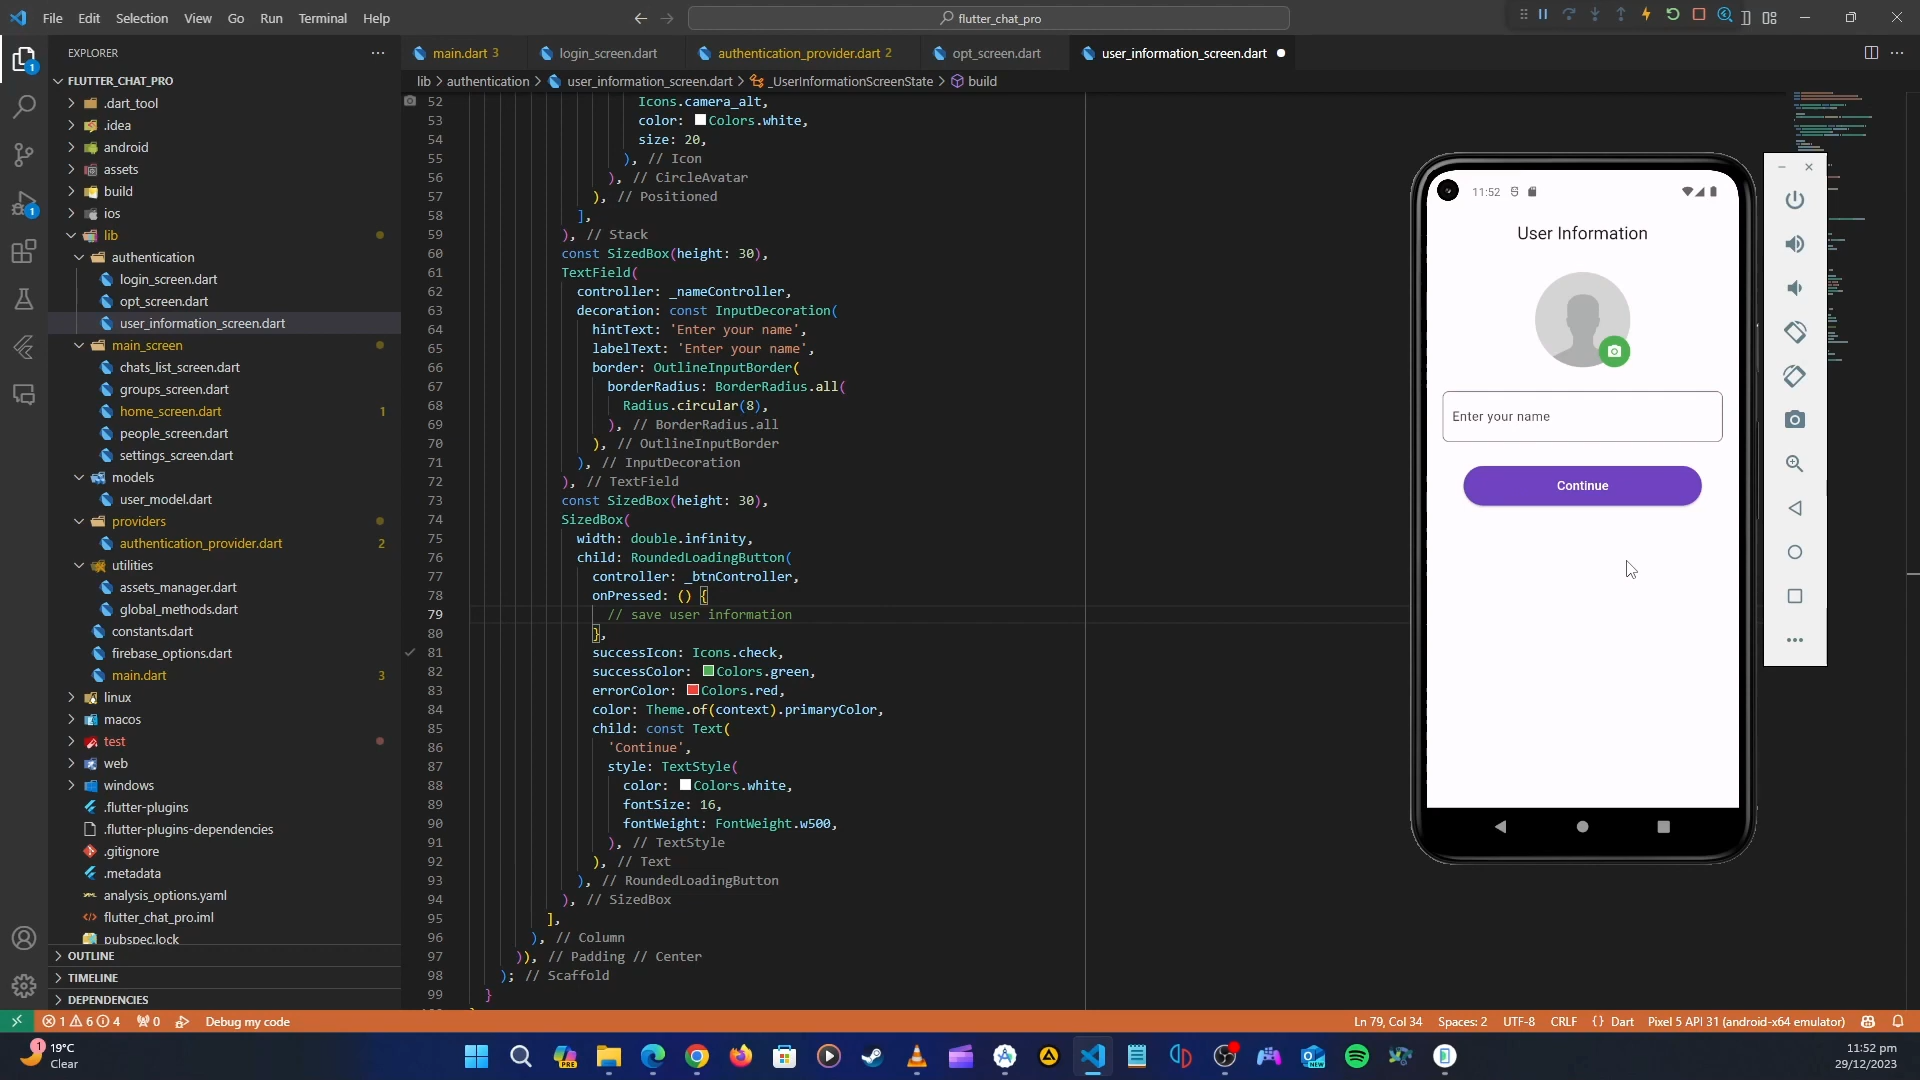 File Edit Selection View Go Run Terminal Help
flutter_chat_pro
EXPLORER
main.dart 3
login_screen.dart
authentication_provider.dart 2
opt_screen.dart
user_information_screen.dart
lib > authentication > user_information_screen.dart > _UserInformationScreenState > build
FLUTTER_CHAT_PRO
.dart_tool
.idea
android
assets
build
ios
lib
authentication
login_screen.dart
opt_screen.dart
user_information_screen.dart
main_screen
chats_list_screen.dart
groups_screen.dart
home_screen.dart 1
people_screen.dart
settings_screen.dart
models
user_model.dart
providers
authentication_provider.dart 2
utilities
assets_manager.dart
global_methods.dart
constants.dart
firebase_options.dart
main.dart 3
linux
macos
test
web
windows
.flutter-plugins
.flutter-plugins-dependencies
.gitignore
.metadata
analysis_options.yaml
flutter_chat_pro.iml
pubspec.lock
OUTLINE
TIMELINE
DEPENDENCIES
52 Icons.camera_alt,
53 color: Colors.white,
54 size: 20,
55 ), // Icon
56 ), // CircleAvatar
57 ), // Positioned
58 ],
59 ), // Stack
60 const SizedBox(height: 30),
61 TextField(
62 controller: _nameController,
63 decoration: const InputDecoration(
64 hintText: 'Enter your name',
65 labelText: 'Enter your name',
66 border: OutlineInputBorder(
67 borderRadius: BorderRadius.all(
68 Radius.circular(8),
69 ), // BorderRadius.all
70 ), // OutlineInputBorder
71 ), // InputDecoration
72 ), // TextField
73 const SizedBox(height: 30),
74 SizedBox(
75 width: double.infinity,
76 child: RoundedLoadingButton(
77 controller: _btnController,
78 onPressed: () {
79 // save user information
80 },
81 successIcon: Icons.check,
82 successColor: Colors.green,
83 errorColor: Colors.red,
84 color: Theme.of(context).primaryColor,
85 child: const Text(
86 'Continue',
87 style: TextStyle(
88 color: Colors.white,
89 fontSize: 16,
90 fontWeight: FontWeight.w500,
91 ), // TextStyle
92 ), // Text
93 ), // RoundedLoadingButton
94 ), // SizedBox
95 ],
96 ), // Column
97 )), // Padding // Center
98 ); // Scaffold
99 }
11:52
User Information
Enter your name
Continue
1 6 4 0 Debug my code
Ln 79, Col 34 Spaces: 2 UTF-8 CRLF {} Dart Pixel 5 API 31 (android-x64 emulator)
19°C
Clear
11:52 pm
29/12/2023